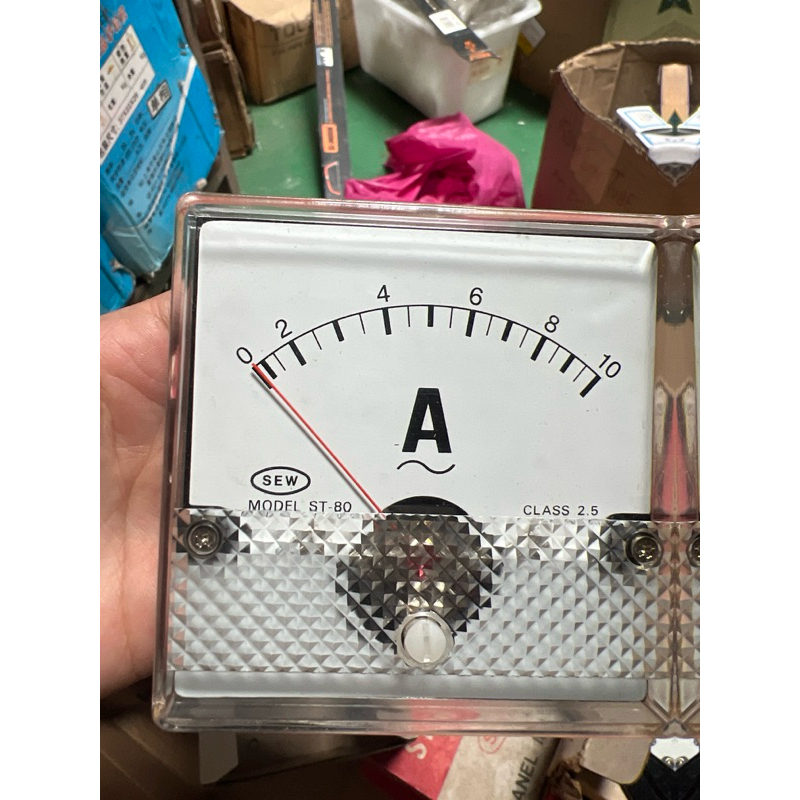 0 2 4 6 8 10
A
SEW
MODEL ST-80
CLASS 2.5